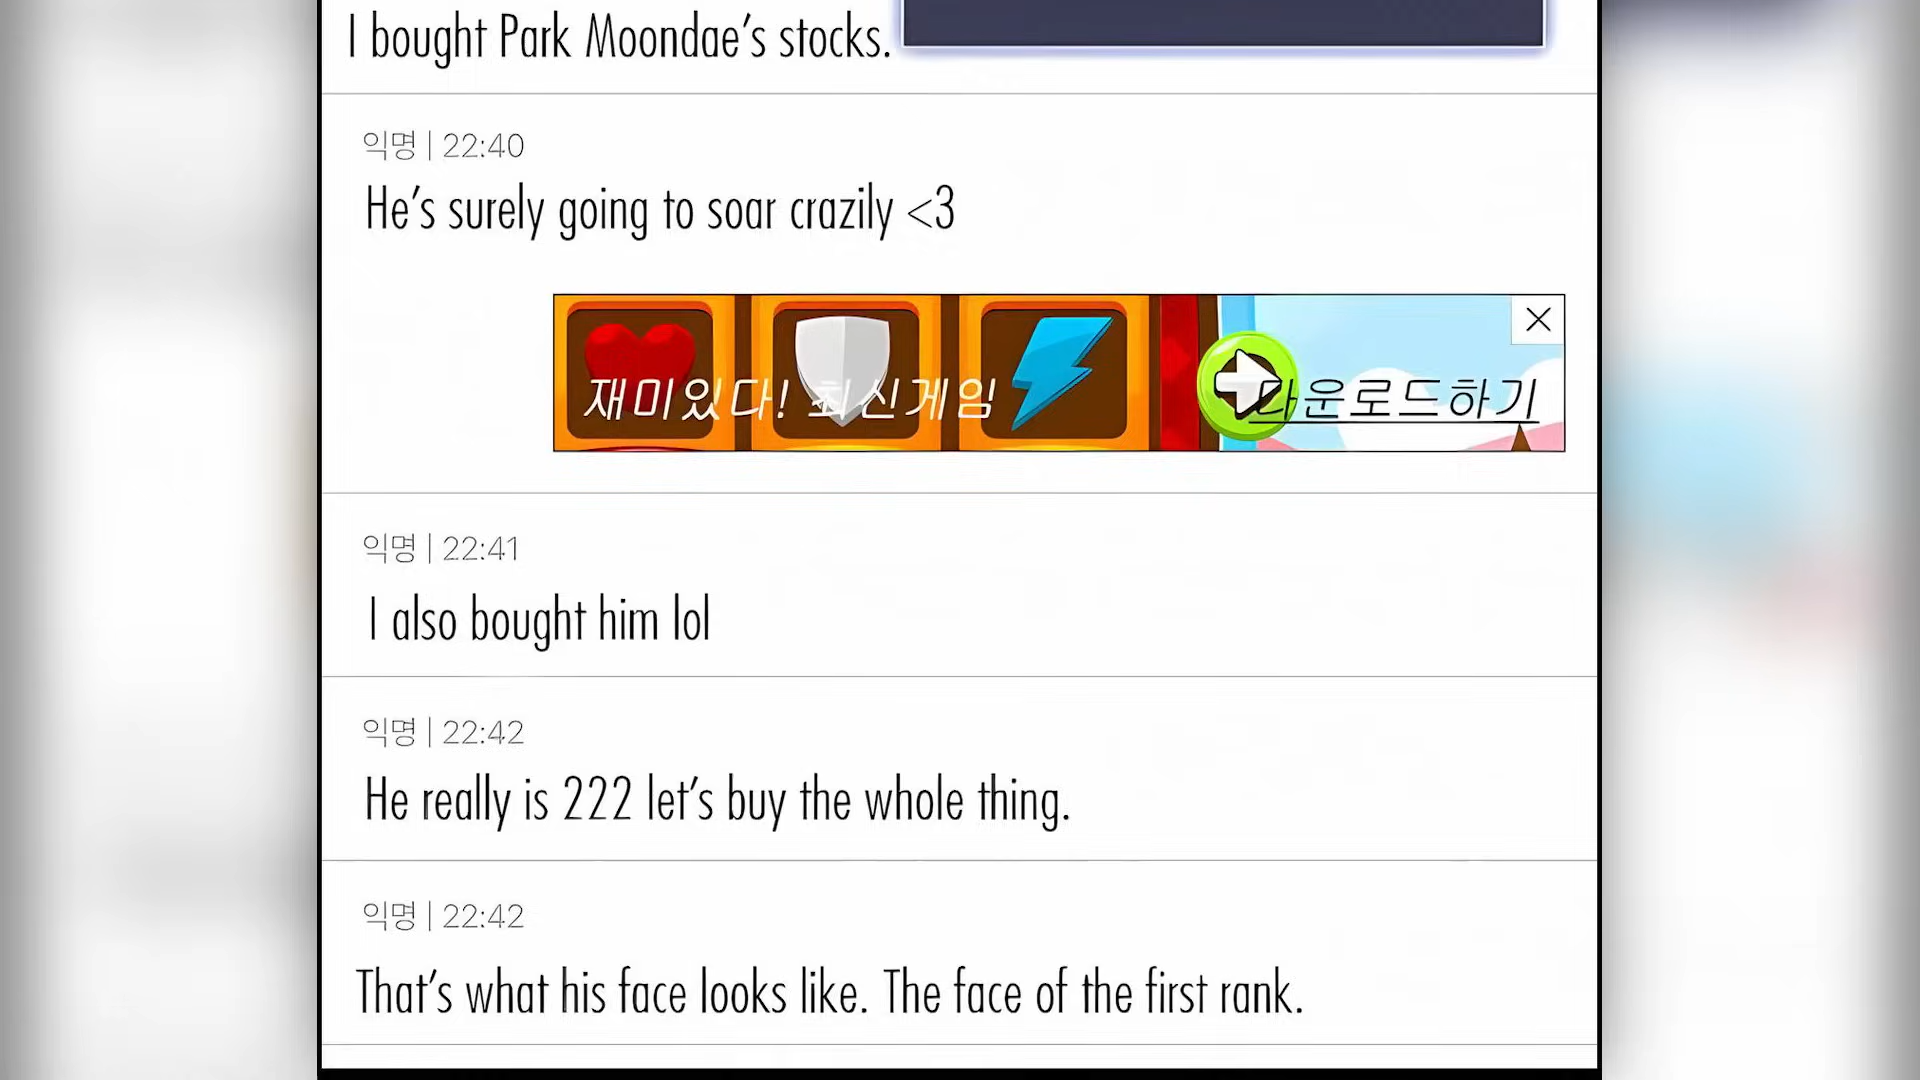 I bought Park Moondae's stocks.
익명 | 22:40
He's surely going to soar crazily <3
재미있다! 최신게임
다운로드하기
익명 | 22:41
I also bought him lol
익명 | 22:42
He really is 222 let's buy the whole thing.
익명 | 22:42
That's what his face looks like. The face of the first rank.